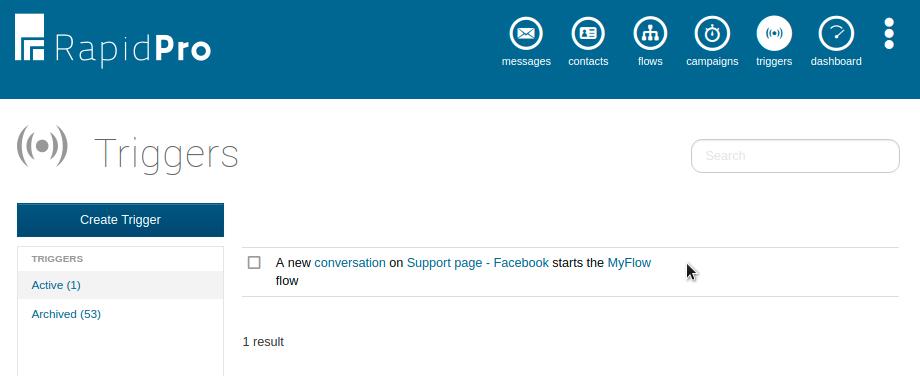 RapidPro
messages contacts flows campaigns triggers dashboard
Triggers
Search
Create Trigger
TRIGGERS
Active (1)
Archived (53)
A new conversation on Support page - Facebook starts the MyFlow
flow
1 result